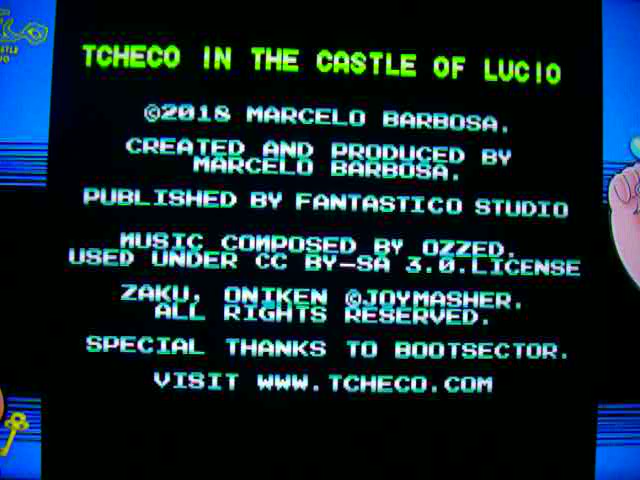 TCHECO IN THE CASTLE OF LUCIO
©2018 MARCELO BARBOSA.
CREATED AND PRODUCED BY
MARCELO BARBOSA.
PUBLISHED BY FANTASTICO STUDIO
MUSIC COMPOSED BY OZZED.
USED UNDER CC BY-SA 3.0.LICENSE
ZAKU, ONIKEN ©JOYMASHER.
ALL RIGHTS RESERVED.
SPECIAL THANKS TO BOOTSECTOR.
VISIT WWW.TCHECO.COM